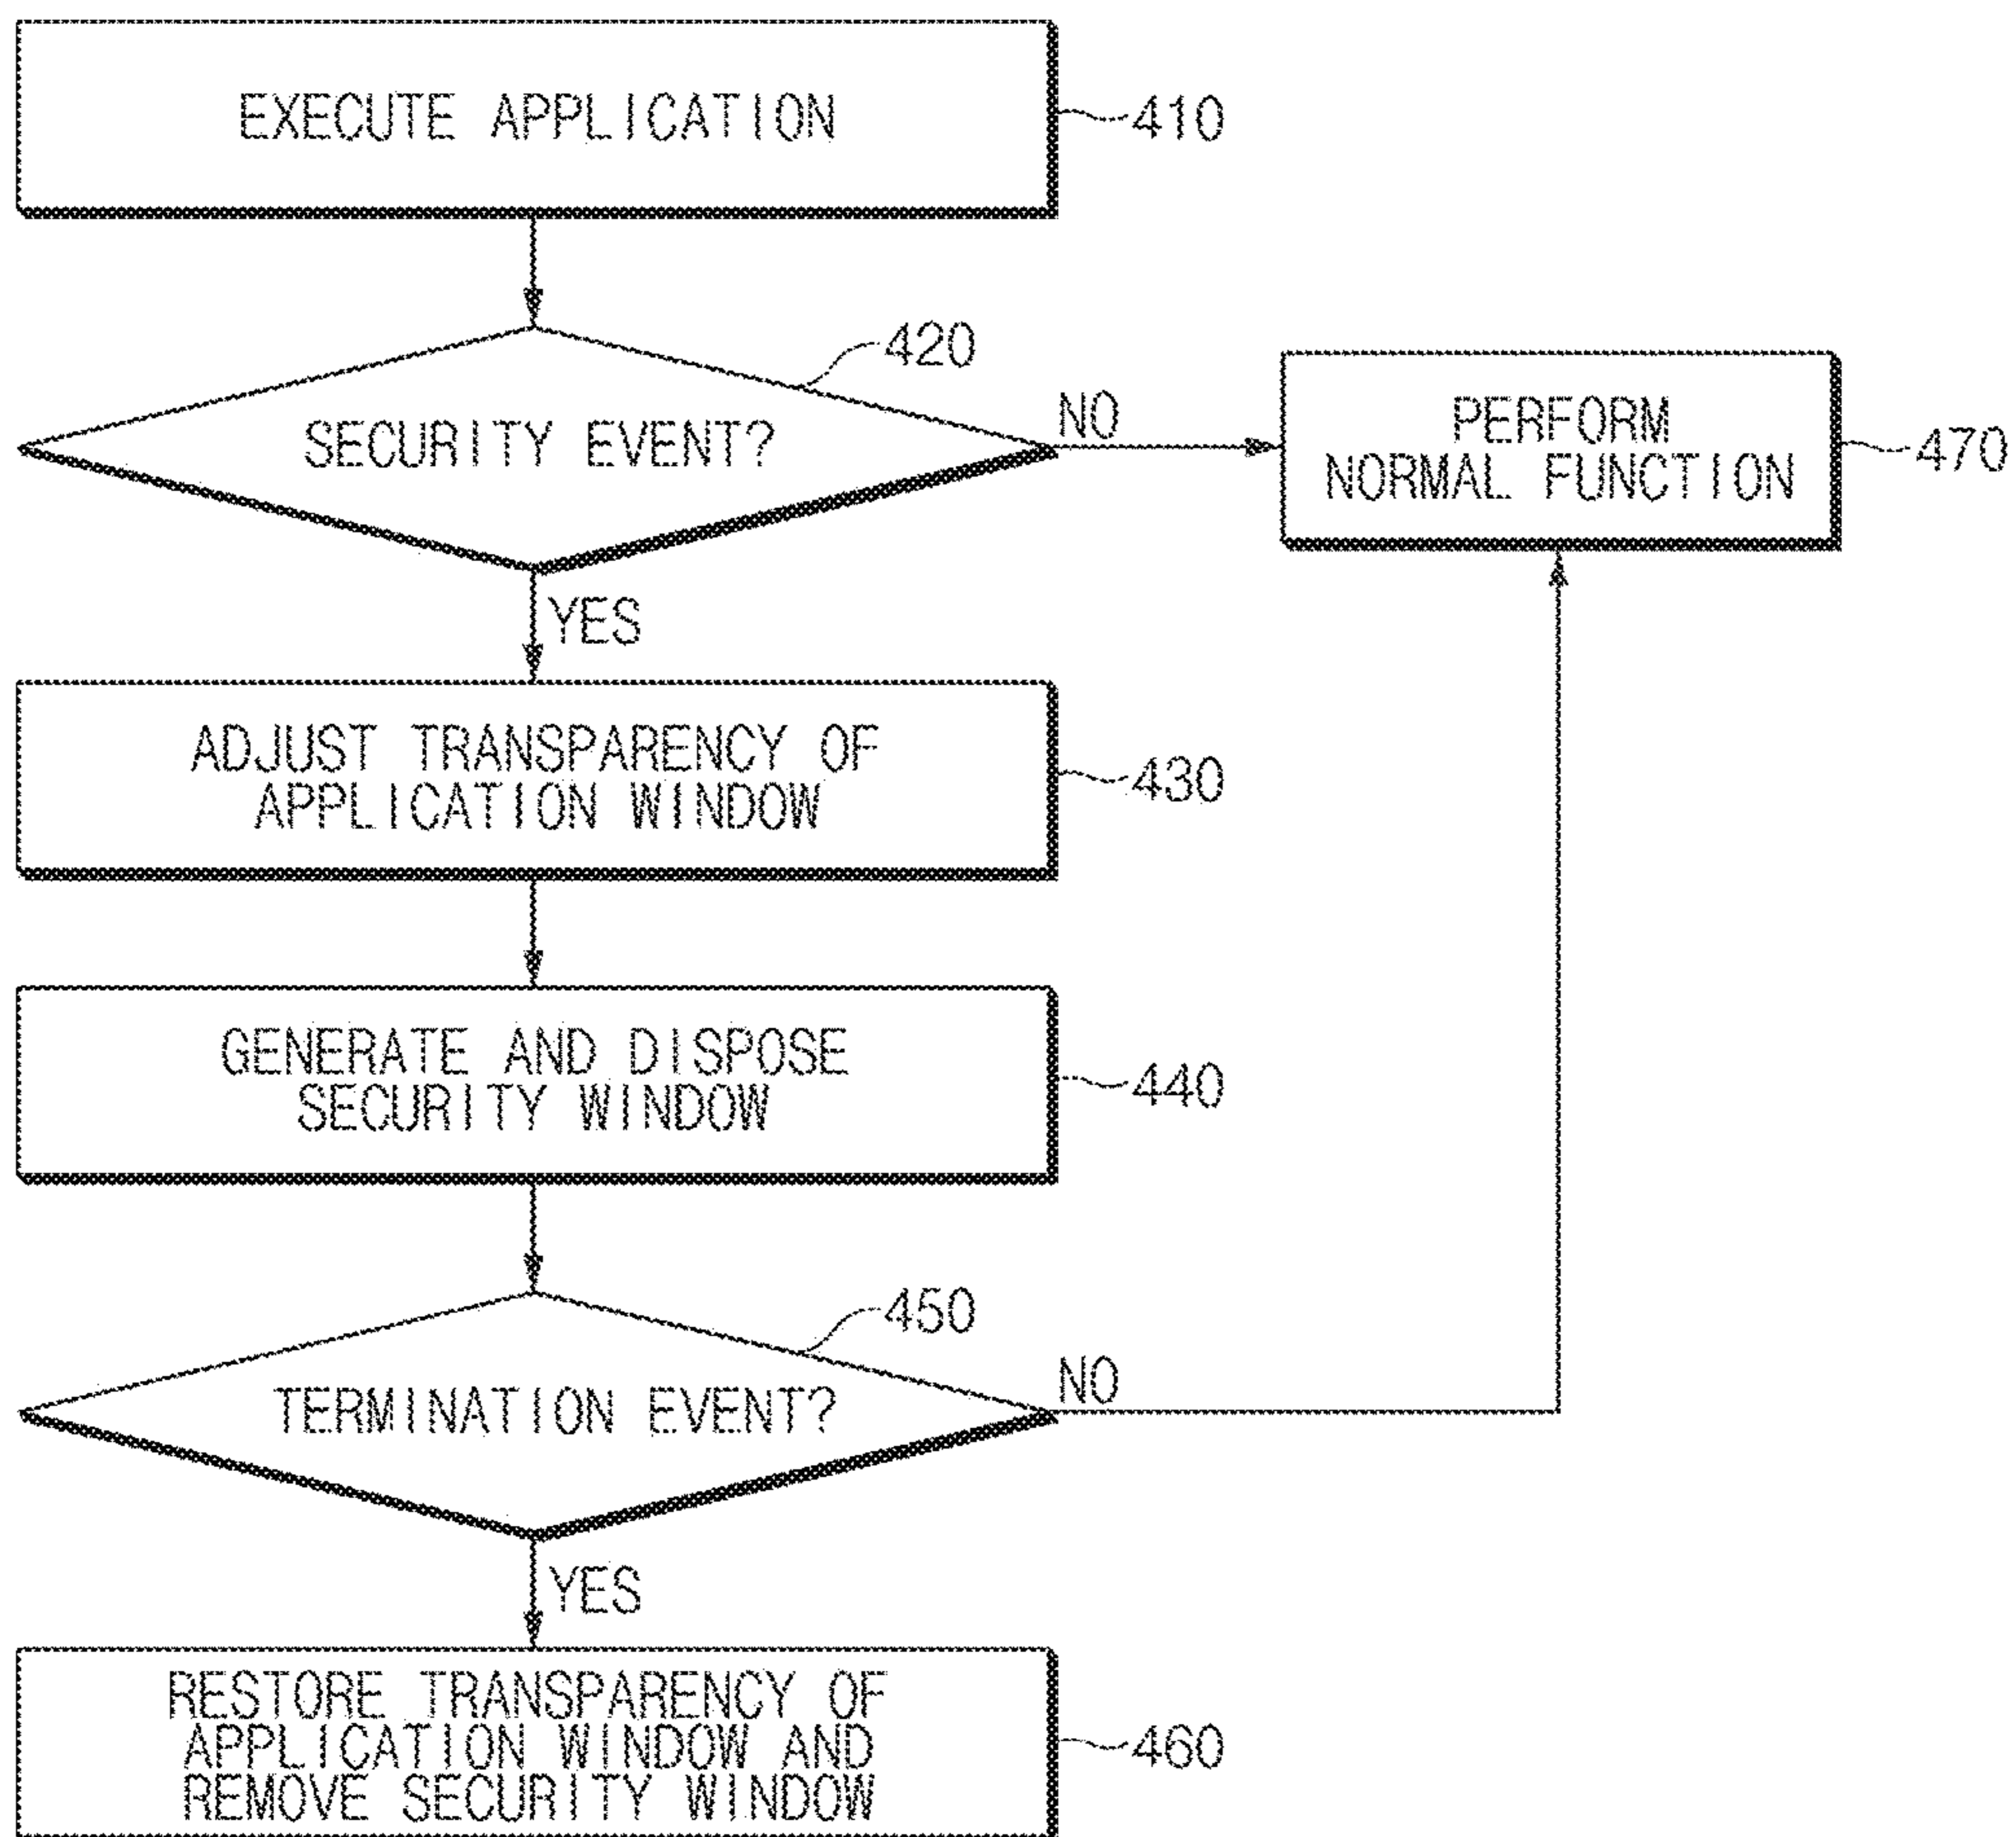 EXECUTE APPLICATION
410
420
SECURITY EVENT?
NO
PERFORM
NORMAL FUNCTION
470
YES
ADJUST TRANSPARENCY OF
APPLICATION WINDOW
430
GENERATE AND DISPOSE
SECURITY WINDOW
440
450
TERMINATION EVENT?
NO
YES
RESTORE TRANSPARENCY OF
APPLICATION WINDOW AND
REMOVE SECURITY WINDOW
460